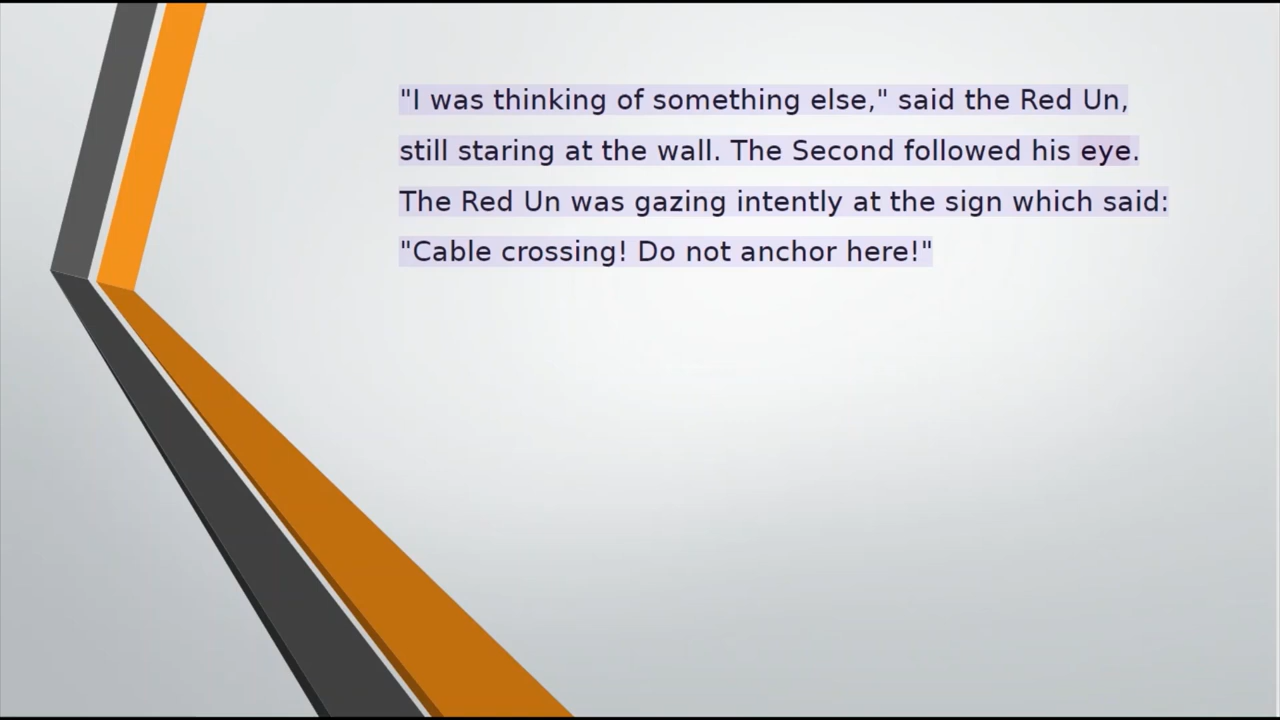 "I was thinking of something else," said the Red Un,
still staring at the wall. The Second followed his eye.
The Red Un was gazing intently at the sign which said:
"Cable crossing! Do not anchor here!"